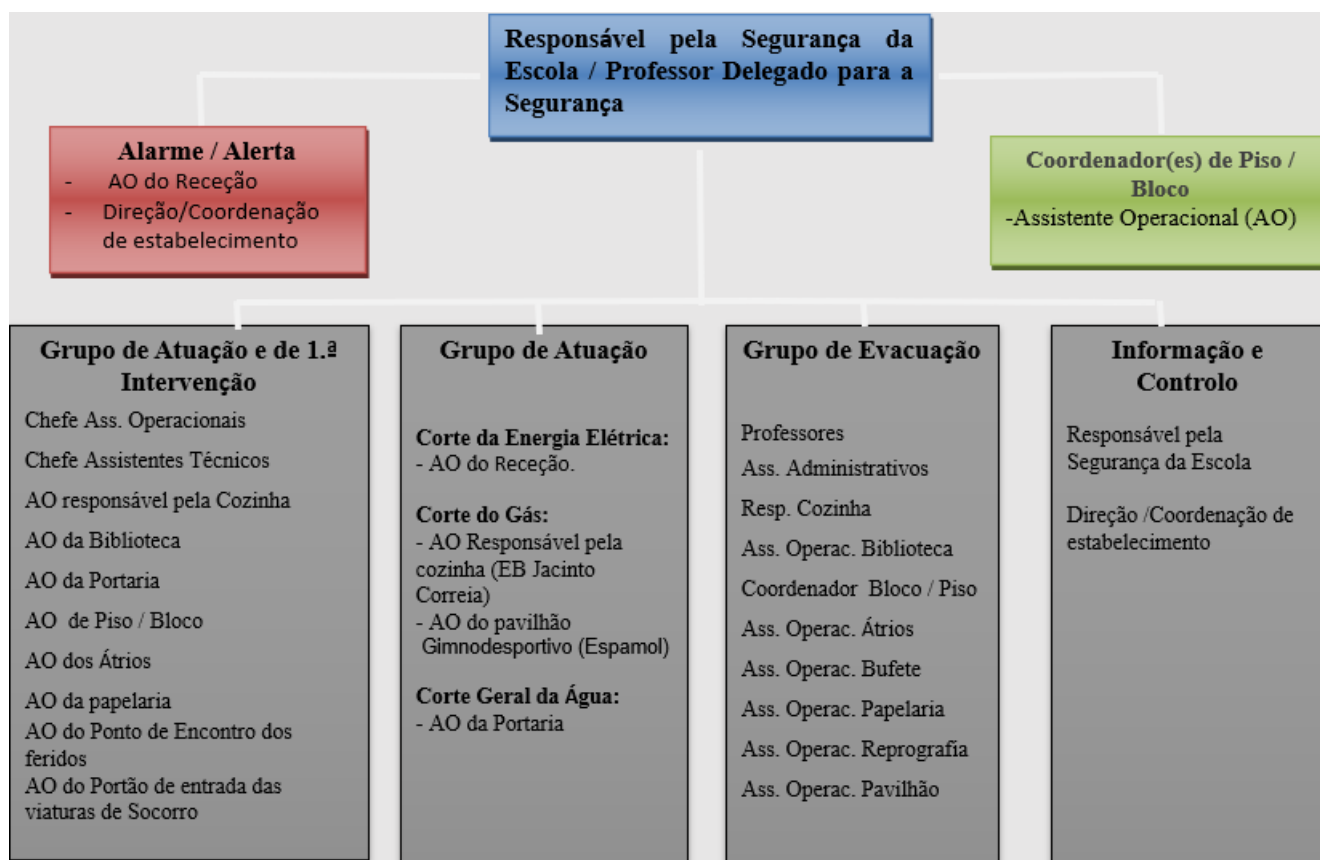 Responsável pela Segurança da
Escola / Professor Delegado para a
Segurança
Alarme / Alerta
- AO do Receção
- Direção/Coordenação
de estabelecimento
Coordenador(es) de Piso /
Bloco
-Assistente Operacional (AO)
Grupo de Atuação e de 1.ª
Intervenção
Chefe Ass. Operacionais
Chefe Assistentes Técnicos
AO responsável pela Cozinha
AO da Biblioteca
AO da Portaria
AO de Piso / Bloco
AO dos Átrios
AO da papelaria
AO do Ponto de Encontro dos
feridos
AO do Portão de entrada das
viaturas de Socorro
Grupo de Atuação
Corte da Energia Elétrica:
- AO do Receção.
Corte do Gás:
- AO Responsável pela
cozinha (EB Jacinto
Correia)
- AO do pavilhão
Gimnodesportivo (Espamol)
Corte Geral da Água:
- AO da Portaria
Grupo de Evacuação
Professores
Ass. Administrativos
Resp. Cozinha
Ass. Operac. Biblioteca
Coordenador Bloco / Piso
Ass. Operac. Átrios
Ass. Operac. Bufete
Ass. Operac. Papelaria
Ass. Operac. Reprografía
Ass. Operac. Pavilhão
Informação e
Controlo
Responsável pela
Segurança da Escola
Direção /Coordenação de
estabelecimento